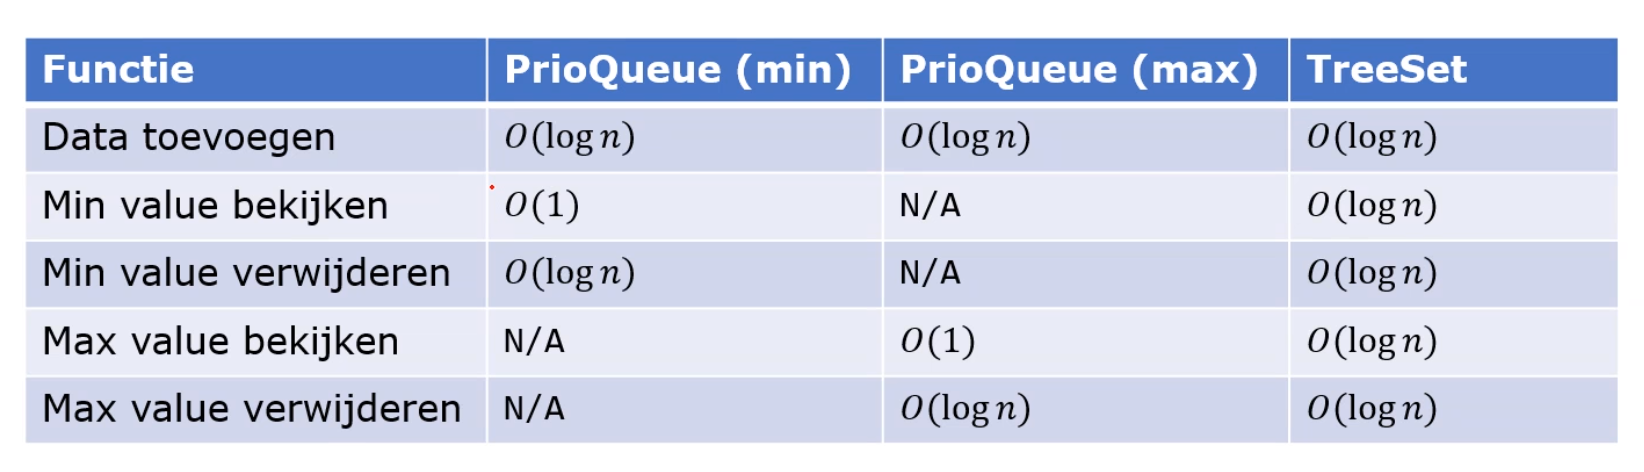 Functie PrioQueue (min) PrioQueue (max) TreeSet
Data toevoegen O(log n) O(log n) O(log n)
Min value bekijken O(1) N/A O(log n)
Min value verwijderen O(log n) N/A O(log n)
Max value bekijken N/A O(1) O(log n)
Max value verwijderen N/A O(log n) O(log n)